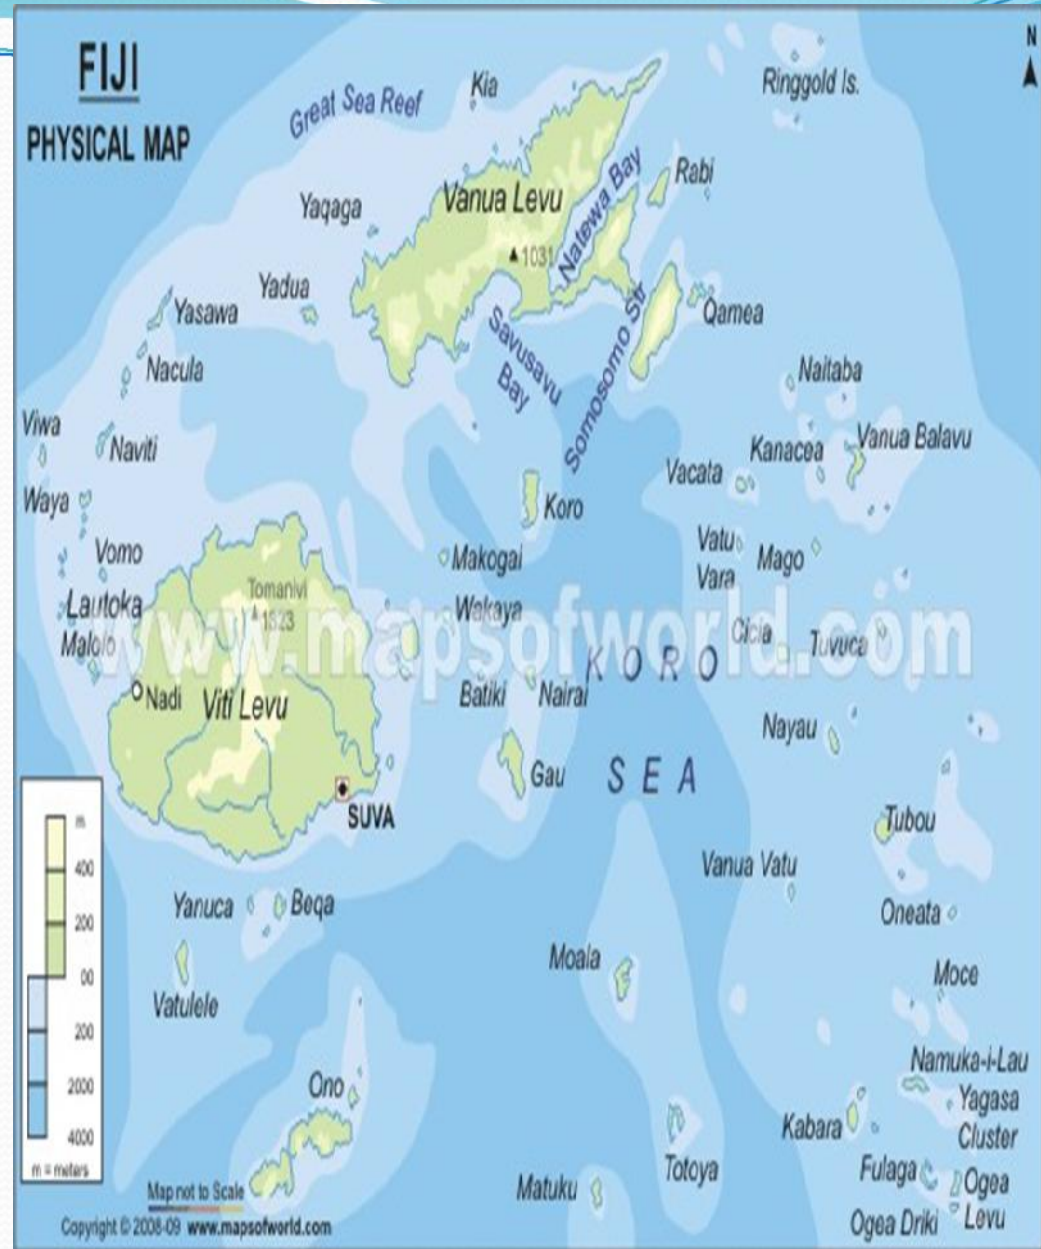 FIJI
PHYSICAL MAP
N
Great Sea Reef
Kia
Ringgold Is.
Yaqaga
Vanua Levu
1031
Natewa Bay
Rabi
Yadua
Yasawa
Nacula
Savusavu
Bay
Somosomo Str
Qamea
Naitaba
Viwa
Naviti
Kanacea
Vanua Balavu
Vacata
Waya
Koro
Vomo
Makogai
Vatu
Vara
Mago
Lautoka
Tomanivi
1323
Wakaya
www.mapsofworld.com
Malolo
Cicia
Tuvuca
KORO
SEA
Nadi
Viti Levu
Batiki
Nairai
Nayau
Gau
SUVA
Tubou
Vanua Vatu
Yanuca
Beqa
Oneata
Vatulele
Moala
Moce
Ono
Namuka-i-Lau
Yagasa
Cluster
Kabara
Totoya
Matuku
Fulaga
Ogea
Levu
Ogea Driki
m
400
200
00
200
2000
4000
m = meters
Map not to Scale
Copyright © 2008-09 www.mapsofworld.com